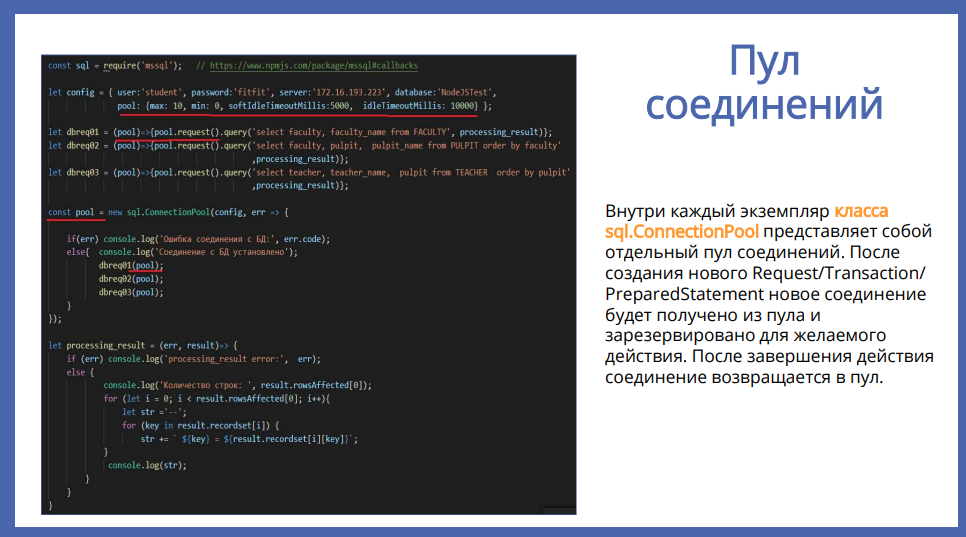 const sql = require('mssql');   // https://www.npmjs.com/package/mssql#callbacks
let config = { user:'student', password:'fitfit', server:'172.16.193.223', database:'NodeJSTest',
pool: {max: 10, min: 0, softIdleTimeoutMillis:5000,  idleTimeoutMillis: 10000} };
let dbreq01 = (pool)=>{pool.request().query('select faculty, faculty_name from FACULTY', processing_result)};
let dbreq02 = (pool)=>{pool.request().query('select faculty, pulpit,  pulpit_name from PULPIT order by faculty'
,processing_result)};
let dbreq03 = (pool)=>{pool.request().query('select teacher, teacher_name,  pulpit from TEACHER  order by pulpit'
,processing_result)};
const pool = new sql.ConnectionPool(config, err => {
if(err) console.log('Ошибка соединения с БД:', err.code);
else{  console.log('Соединение с БД установлено');
dbreq01(pool);
dbreq02(pool);
dbreq03(pool);
}
});
let processing_result = (err, result)=> {
if (err) console.log('processing_result error:',  err);
else {
console.log('Количество строк: ', result.rowsAffected[0]);
for (let i = 0; i < result.rowsAffected[0]; i++){
let str ='--';
for (key in result.recordset[i]) {
str += ` ${key} = ${result.recordset[i][key]}`;
}
console.log(str);
}
}
}
Пул
соединений
Внутри каждый экземпляр класса
sql.ConnectionPool представляет собой
отдельный пул соединений. После
создания нового Request/Transaction/
PreparedStatement новое соединение
будет получено из пула и
зарезервировано для желаемого
действия. После завершения действия
соединение возвращается в пул.